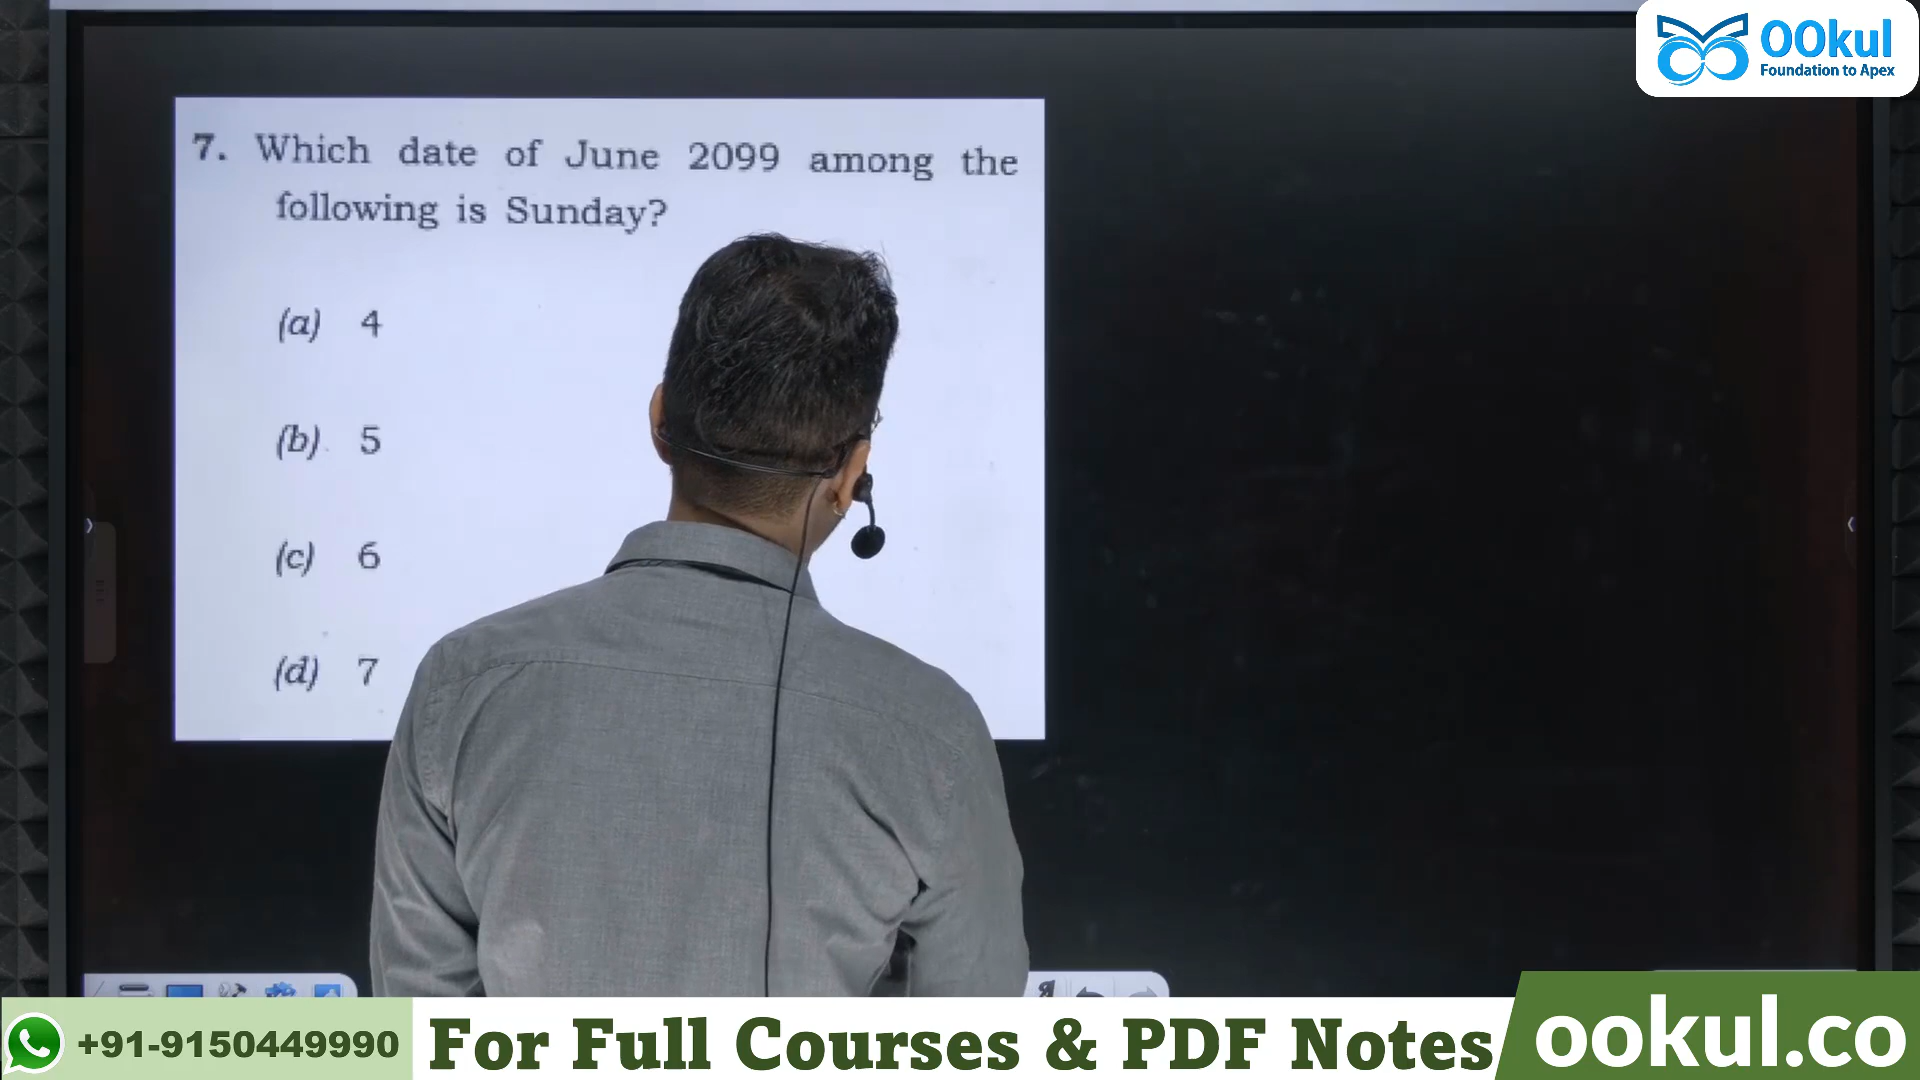 OOkul
Foundation to Apex
7. Which date of June 2099 among the
following is Sunday?
(a) 4
(b) 5
(c) 6
(d) 7
+91-9150449990
For Full Courses & PDF Notes
ookul.co